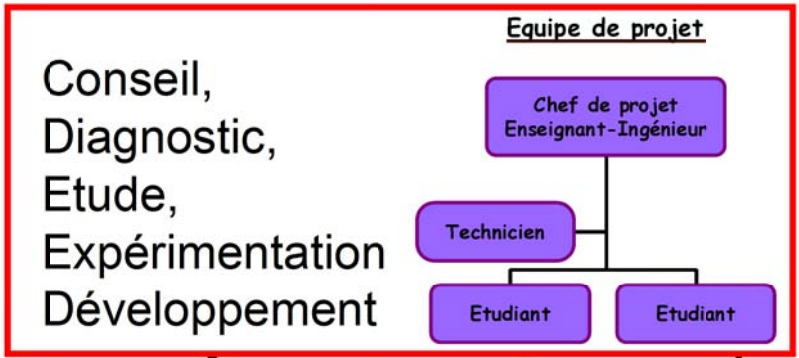 Conseil,
Diagnostic,
Etude,
Expérimentation
Développement
Equipe de projet
Chef de projet
Enseignant-Ingénieur
Technicien
Etudiant
Etudiant